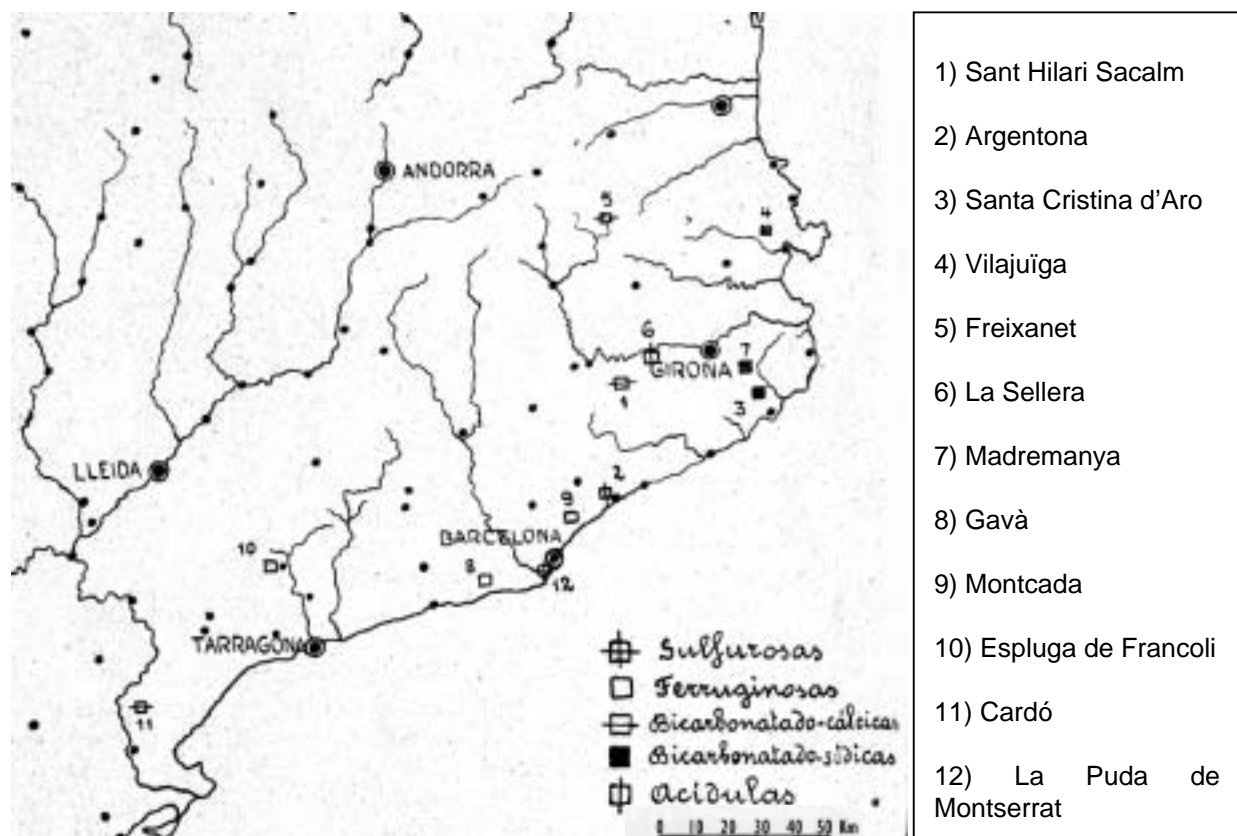 ANDORRA
5
4
6
GIRONA
7
1
3
LLEIDA
2
9
BARCELONA
10
8
12
TARRAGONA
11
Sulfurosas
Ferruginosas
Bicarbonatado-cálcicas
Bicarbonatado-sódicas
Acídulas
0 10 20 30 40 50 Km
1) Sant Hilari Sacalm
2) Argentona
3) Santa Cristina d'Aro
4) Vilajuïga
5) Freixanet
6) La Sellera
7) Madremanya
8) Gavà
9) Montcada
10) Espluga de Francoli
11) Cardó
12) La Puda de
Montserrat